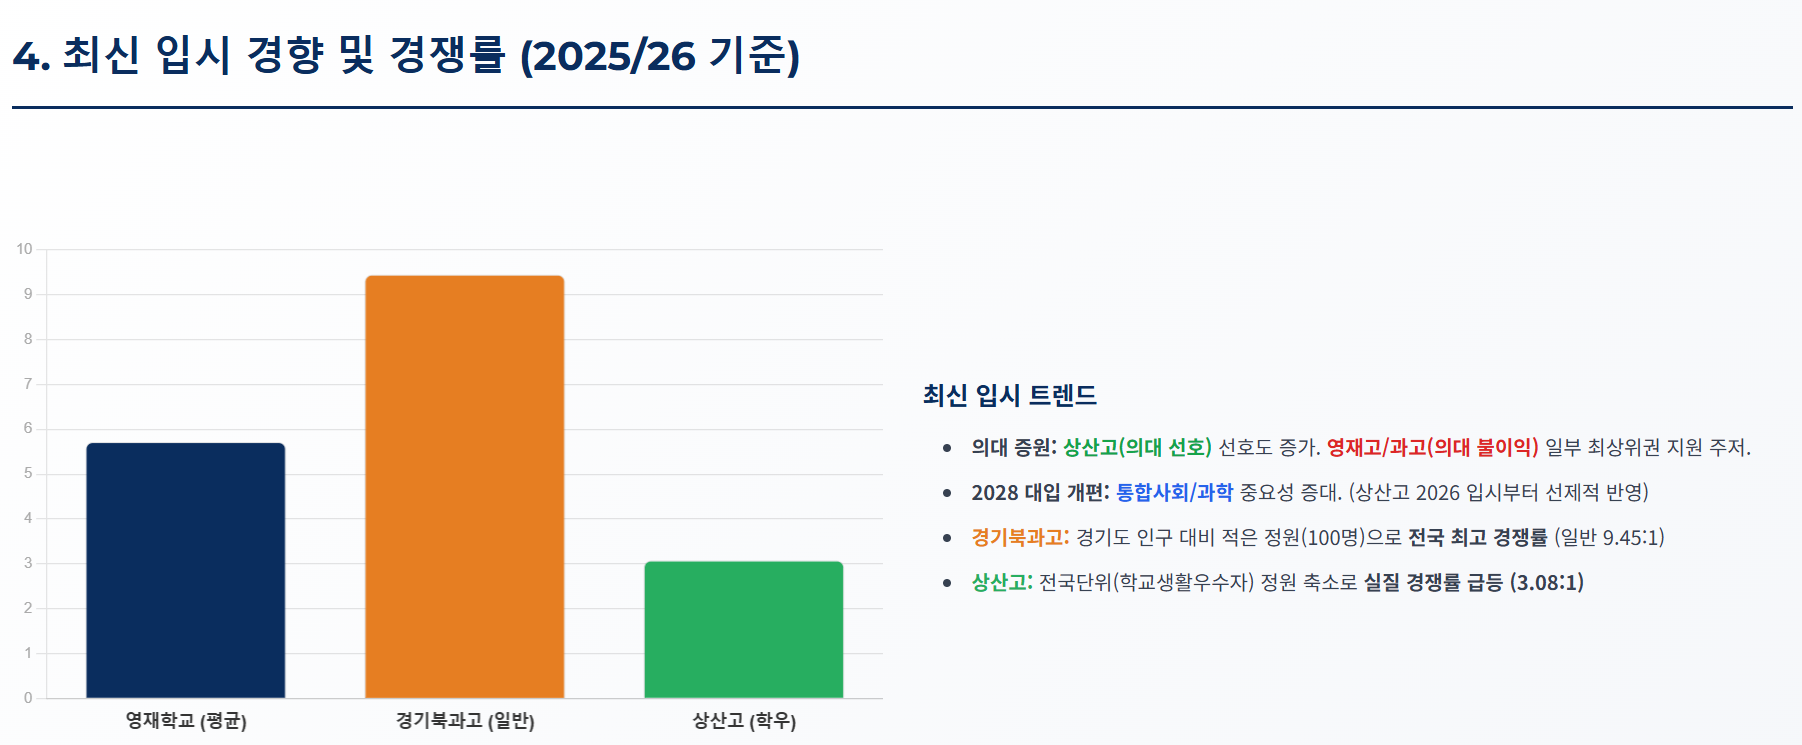 4. 최신 입시 경향 및 경쟁률 (2025/26 기준)
10
9
8
7
6
5
4
3
2
1
0
영재학교 (평균)
경기북과고 (일반)
상산고 (학우)
최신 입시 트렌드
• 의대 증원: 상산고(의대 선호) 선호도 증가. 영재고/과고(의대 불이익) 일부 최상위권 지원 주저.
• 2028 대입 개편: 통합사회/과학 중요성 증대. (상산고 2026 입시부터 선제적 반영)
• 경기북과고: 경기도 인구 대비 적은 정원(100명)으로 전국 최고 경쟁률 (일반 9.45:1)
• 상산고: 전국단위(학교생활우수자) 정원 축소로 실질 경쟁률 급등 (3.08:1)